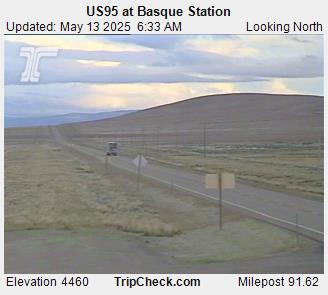 US95 at Basque Station
Updated: May 13 2025 6:33 AM Looking North
Elevation 4460 TripCheck.com Milepost 91.62